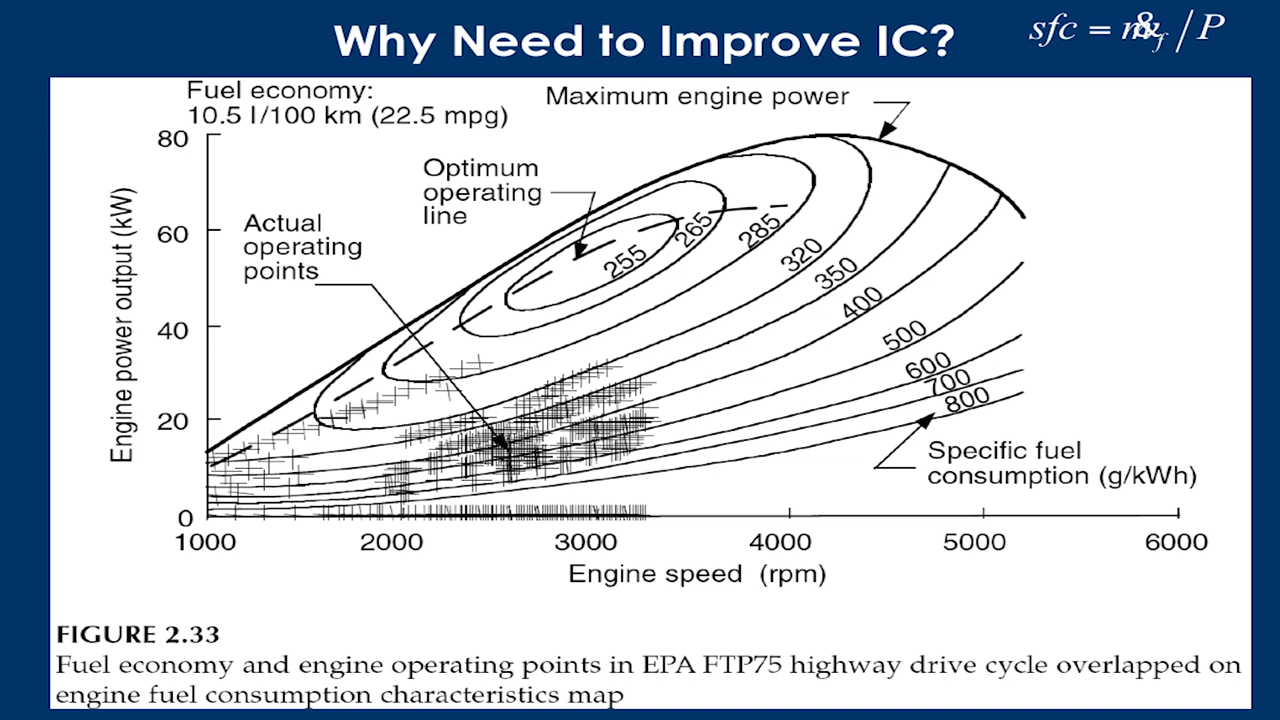 Why Need to Improve IC?
sfc = m&f / P
Fuel economy:
10.5 l/100 km (22.5 mpg)
Maximum engine power
Optimum
operating
line
Actual
operating
points
Engine power output (kW)
80
60
40
20
0
255
265
285
320
350
400
500
600
700
800
Specific fuel
consumption (g/kWh)
1000 2000 3000 4000 5000 6000
Engine speed (rpm)
FIGURE 2.33
Fuel economy and engine operating points in EPA FTP75 highway drive cycle overlapped on
engine fuel consumption characteristics map